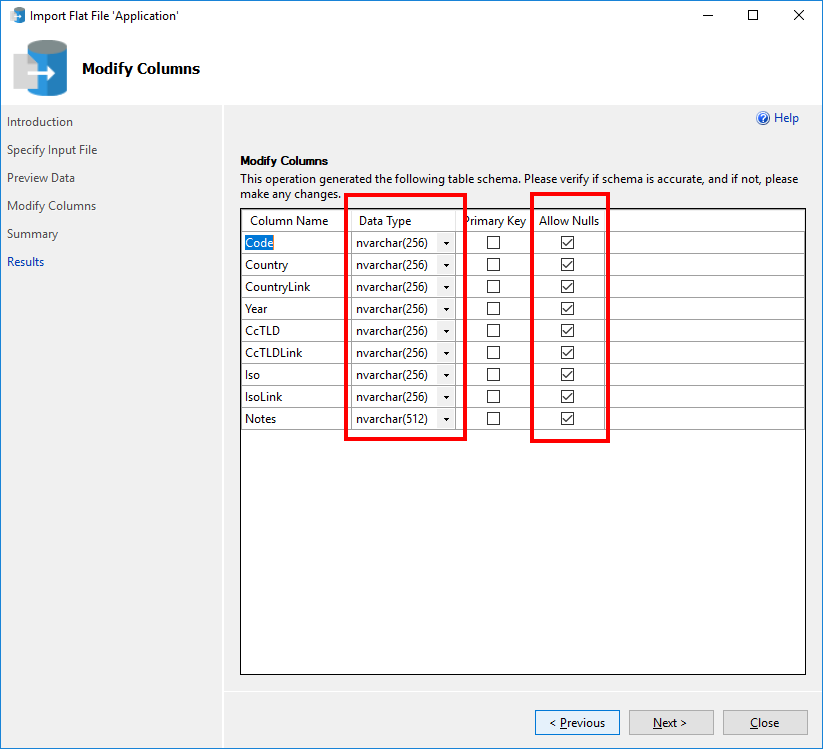 Import Flat File 'Application'
Modify Columns
Introduction
Specify Input File
Preview Data
Modify Columns
Summary
Results
Help
Modify Columns
This operation generated the following table schema. Please verify if schema is accurate, and if not, please
make any changes.
Column Name Data Type Primary Key Allow Nulls
Code nvarchar(256)
Country nvarchar(256)
CountryLink nvarchar(256)
Year nvarchar(256)
CcTLD nvarchar(256)
CcTLDLink nvarchar(256)
Iso nvarchar(256)
IsoLink nvarchar(256)
Notes nvarchar(512)
< Previous Next > Close